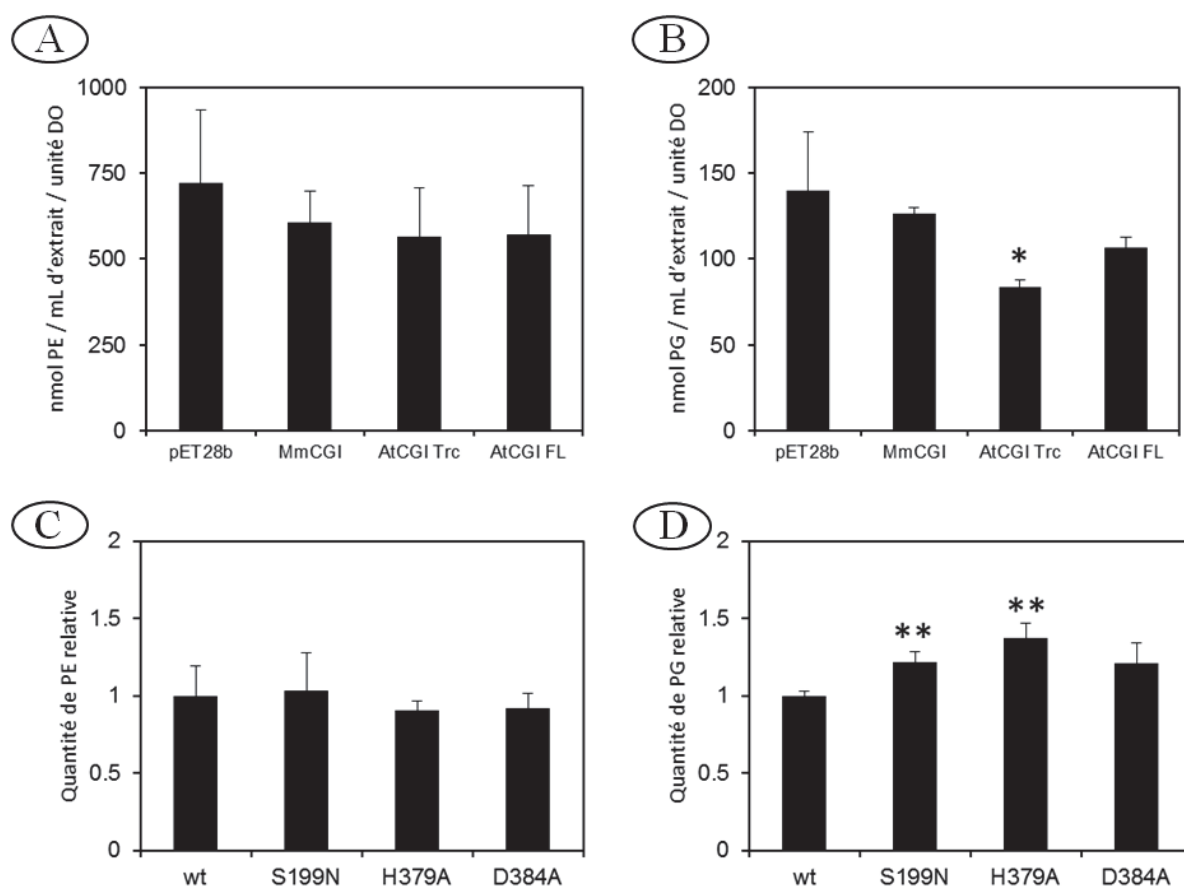 A
nmol PE / mL d'extrait / unité DO
1000
750
500
250
0
pET28b MmCGI AtCGI Trc AtCGI FL
B
nmol PG / mL d'extrait / unité DO
200
150
100
50
0
*
pET28b MmCGI AtCGI Trc AtCGI FL
C
Quantité de PE relative
2
1.5
1
0.5
0
wt S199N H379A D384A
D
Quantité de PG relative
2
1.5
1
0.5
0
** **
wt S199N H379A D384A